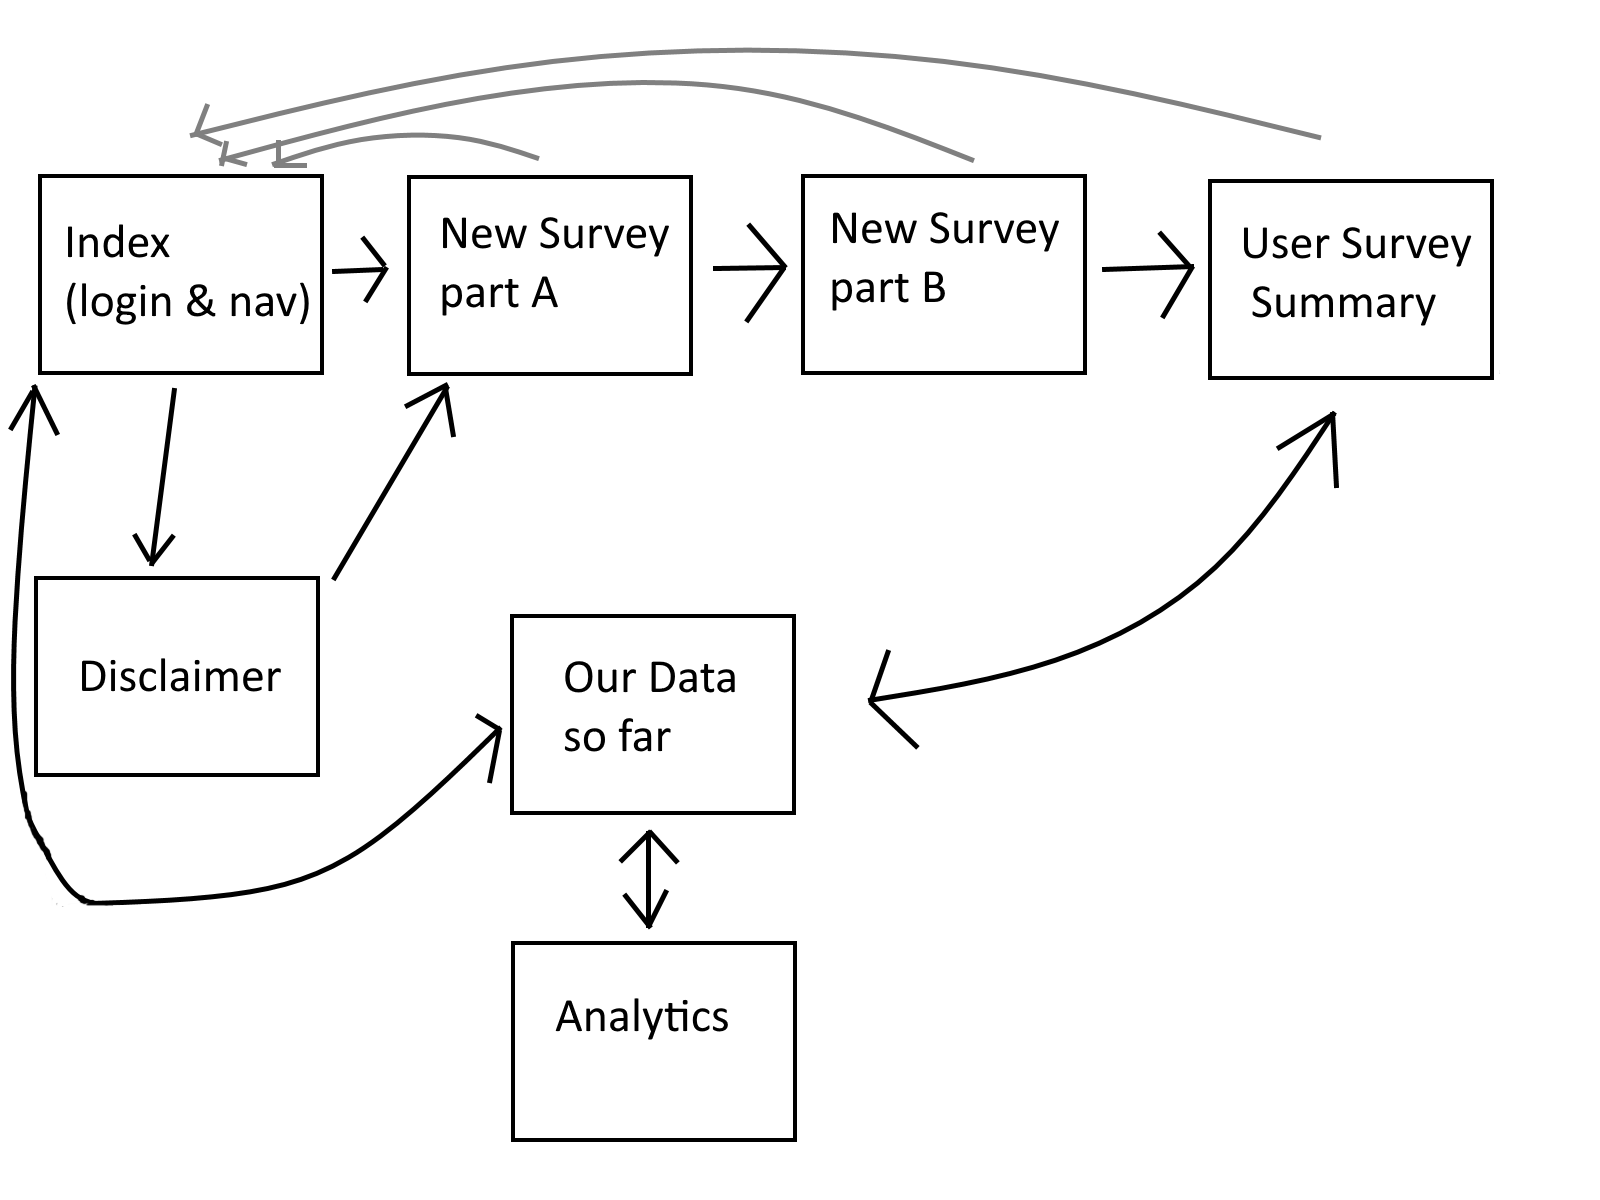 Index
(login & nav)
New Survey
part A
New Survey
part B
User Survey
Summary
Disclaimer
Our Data
so far
Analytics